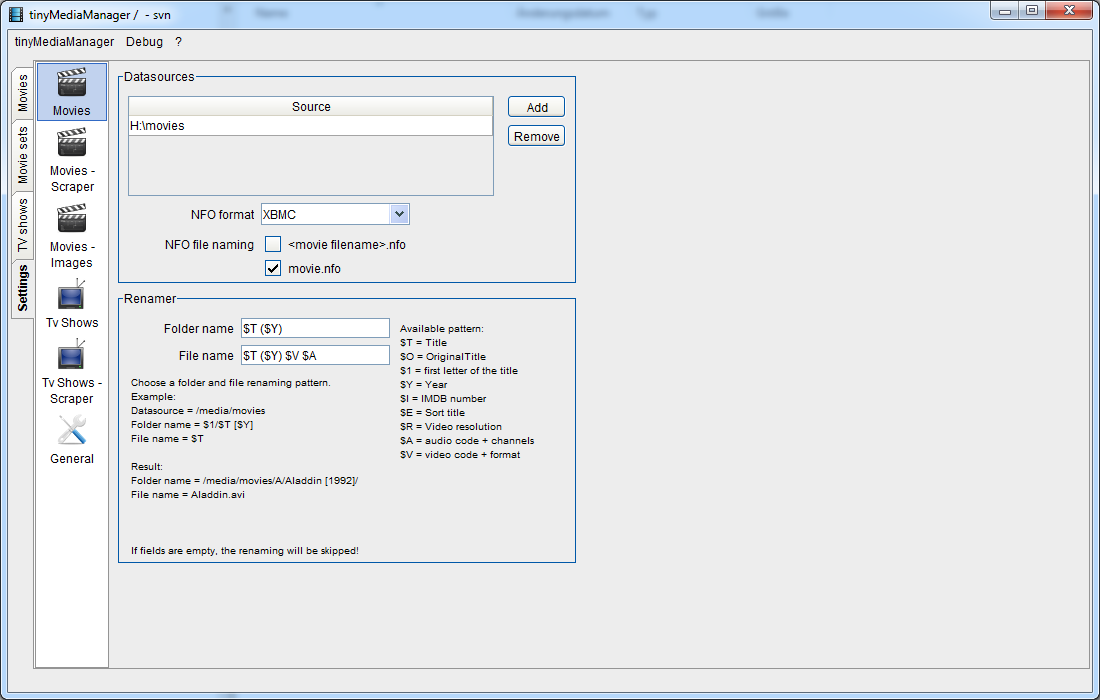 tinyMediaManager / - svn
Name
Änderungsdatum
Typ
Größe
tinyMediaManager Debug ?
Movies
Movie sets
TV shows
Settings
Movies
Movies -
Scraper
Movies -
Images
Tv Shows
Tv Shows -
Scraper
General
Datasources
Source
H:\movies
Add
Remove
NFO format XBMC
NFO file naming <movie filename>.nfo
movie.nfo
Renamer
Folder name $T ($Y)
File name $T ($Y) $V $A
Choose a folder and file renaming pattern.
Example:
Datasource = /media/movies
Folder name = $1/$T [$Y]
File name = $T
Result:
Folder name = /media/movies/A/Aladdin [1992]/
File name = Aladdin.avi
If fields are empty, the renaming will be skipped!
Available pattern:
$T = Title
$O = OriginalTitle
$1 = first letter of the title
$Y = Year
$I = IMDB number
$E = Sort title
$R = Video resolution
$A = audio code + channels
$V = video code + format